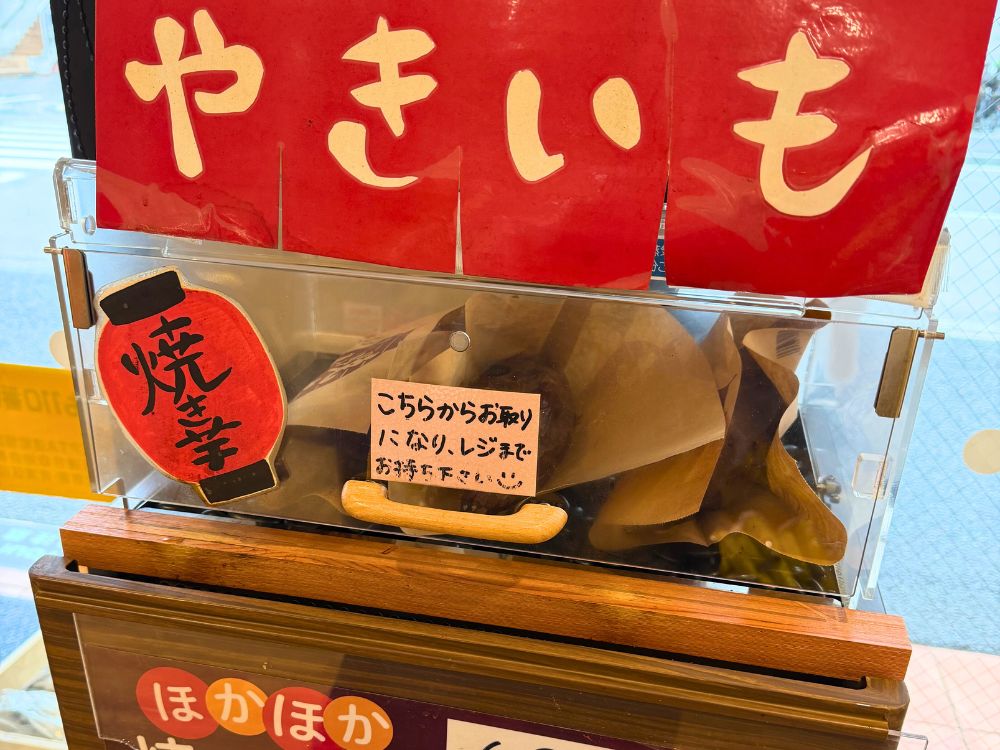 やきいも
焼き芋
こちらからお取り
になり、レジまで
お持ち下さい
ほかほか